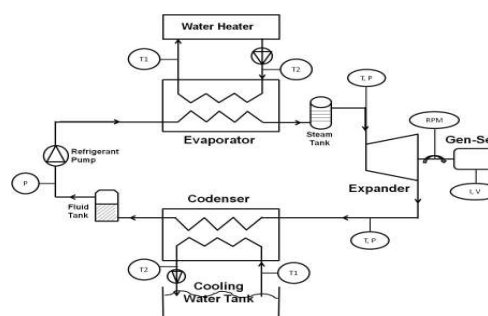 Water Heater
T1
T2
T, P
Evaporator
Steam
Tank
RPM
Gen-Se
Refrigerant
Pump
Expander
P
I, V
Fluid
Tank
Codenser
T, P
T2
T1
Cooling
Water Tank